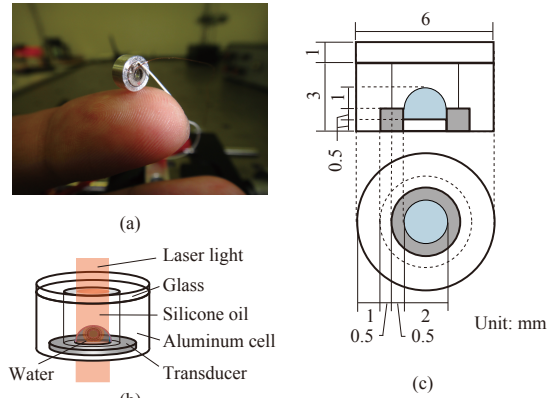 (a)
Laser light
Glass
Silicone oil
Aluminum cell
Transducer
Water
(b)
6
1
3
1
0.5
1
2
0.5
0.5
Unit: mm
(c)